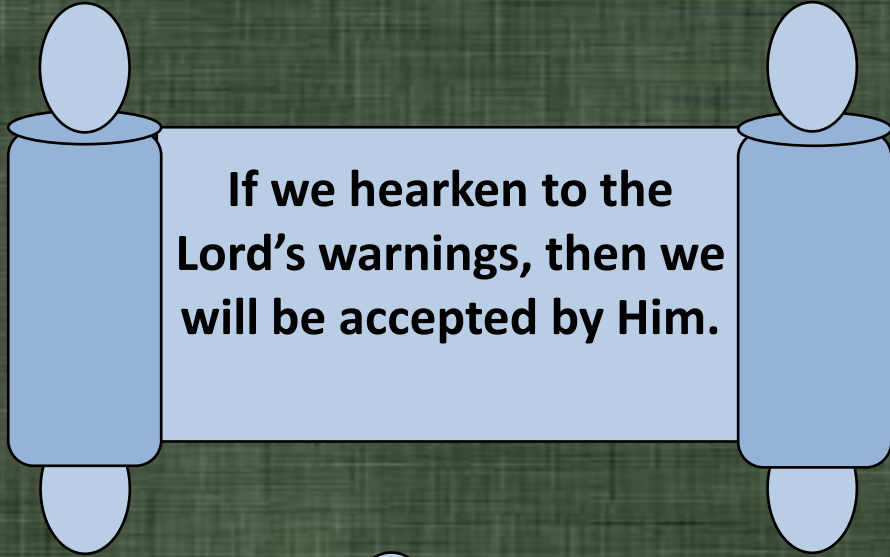 If we hearken to the
Lord’s warnings, then we
will be accepted by Him.